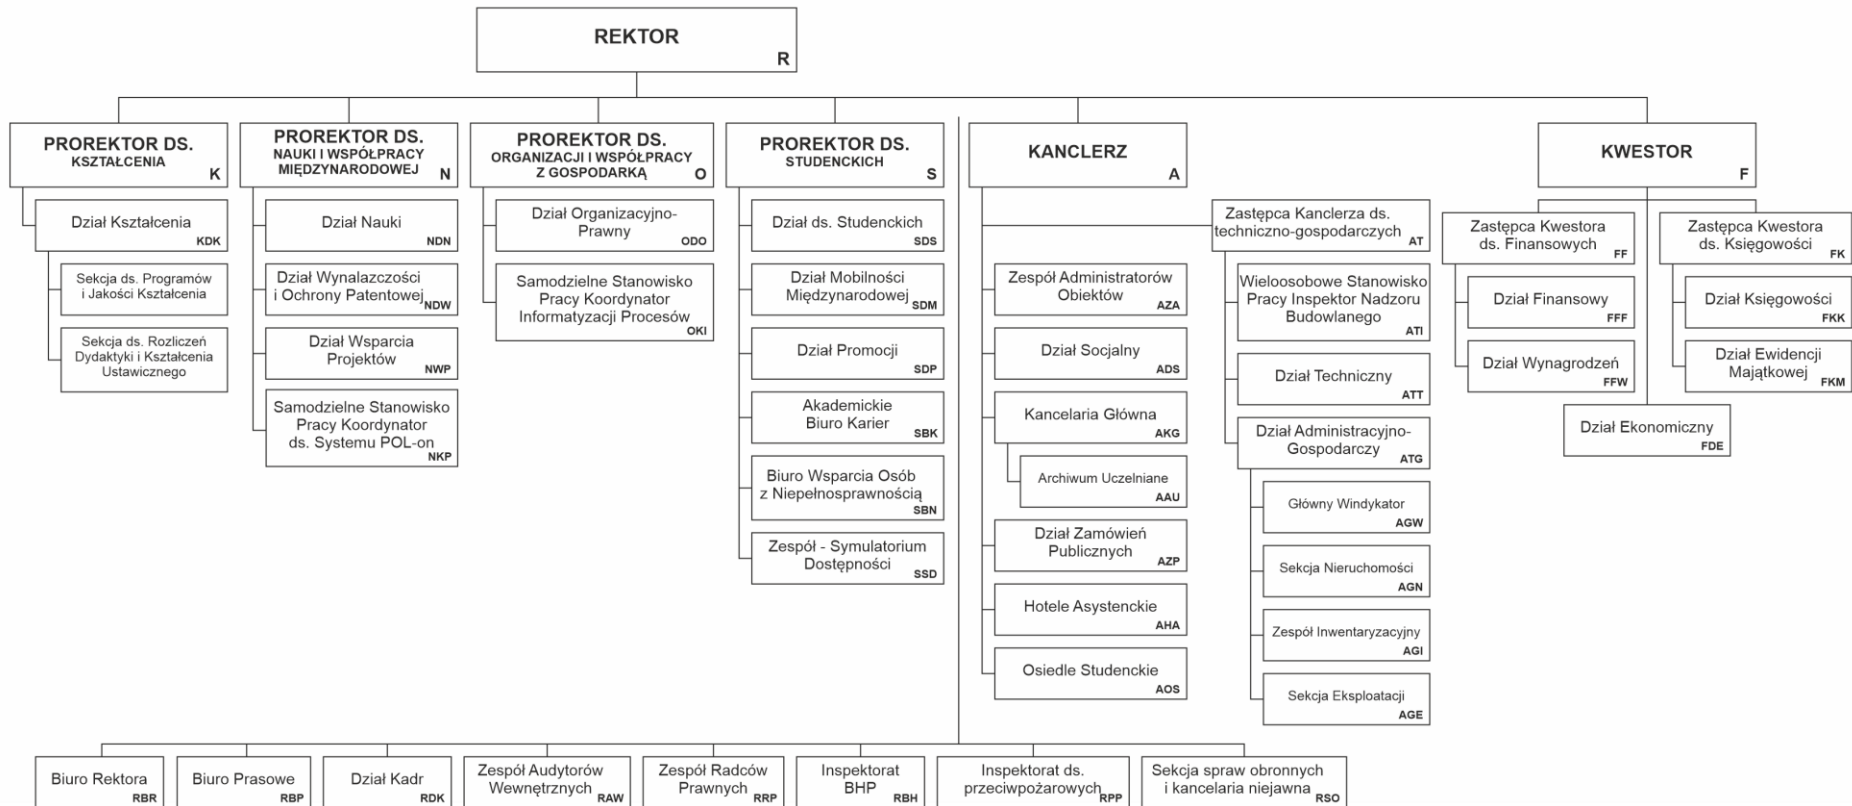 REKTOR
R
PROREKTOR DS.
KSZTAŁCENIA
K
PROREKTOR DS.
NAUKI I WSPÓŁPRACY
MIĘDZYNARODOWEJ
N
PROREKTOR DS.
ORGANIZACJI I WSPÓŁPRACY
Z GOSPODARKĄ
O
PROREKTOR DS.
STUDENCKICH
S
KANCLERZ
A
KWESTOR
F
Dział Kształcenia
KDK
Sekcja ds. Programów
i Jakości Kształcenia
Sekcja ds. Rozliczeń
Dydaktyki i Kształcenia
Ustawicznego
Dział Nauki
NDN
Dział Wynalazczości
i Ochrony Patentowej
NDW
Dział Wsparcia
Projektów
NWP
Samodzielne Stanowisko
Pracy Koordynator
ds. Systemu POL-on
NKP
Dział Organizacyjno-
Prawny
ODO
Samodzielne Stanowisko
Pracy Koordynator
Informatyzacji Procesów
OKI
Dział ds. Studenckich
SDS
Dział Mobilności
Międzynarodowej
SDM
Dział Promocji
SDP
Akademickie
Biuro Karier
SBK
Biuro Wsparcia Osób
z Niepełnosprawnością
SBN
Zespół - Symulatorium
Dostępności
SSD
Zespół Administratorów
Obiektów
AZA
Dział Socjalny
ADS
Kancelaria Główna
AKG
Archiwum Uczelniane
AAU
Dział Zamówień
Publicznych
AZP
Hotele Asystenckie
AHA
Osiedle Studenckie
AOS
Zastępca Kanclerza ds.
techniczno-gospodarczych
AT
Wieloosobowe Stanowisko
Pracy Inspektor Nadzoru
Budowlanego
ATI
Dział Techniczny
ATT
Dział Administracyjno-
Gospodarczy
ATG
Główny Windykator
AGW
Sekcja Nieruchomości
AGN
Zespół Inwentaryzacyjny
AGI
Sekcja Eksploatacji
AGE
Zastępca Kwestora
ds. Finansowych
FF
Dział Finansowy
FFF
Dział Wynagrodzeń
FFW
Zastępca Kwestora
ds. Księgowości
FK
Dział Księgowości
FKK
Dział Ewidencji
Majątkowej
FKM
Dział Ekonomiczny
FDE
Biuro Rektora
RBR
Biuro Prasowe
RBP
Dział Kadr
RDK
Zespół Audytorów
Wewnętrznych
RAW
Zespół Radców
Prawnych
RRP
Inspektorat
BHP
RBH
Inspektorat ds.
przeciwpożarowych
RPP
Sekcja spraw obronnych
i kancelaria niejawna
RSO